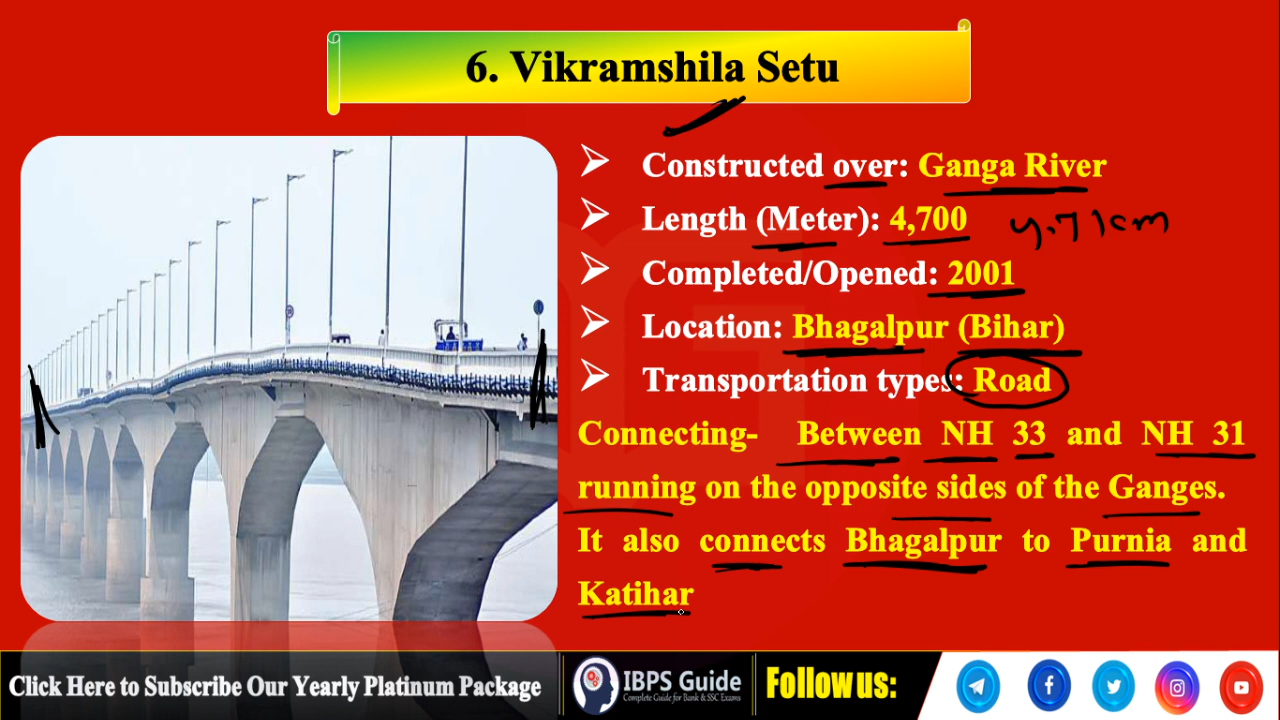 6. Vikramshila Setu
Constructed over: Ganga River
Length (Meter): 4,700 4.7 km
Completed/Opened: 2001
Location: Bhagalpur (Bihar)
Transportation types: Road
Connecting- Between NH 33 and NH 31
running on the opposite sides of the Ganges.
It also connects Bhagalpur to Purnia and
Katihar
Click Here to Subscribe Our Yearly Platinum Package
IBPS Guide
Complete Guide for Bank & SSC Exams
Follow us: